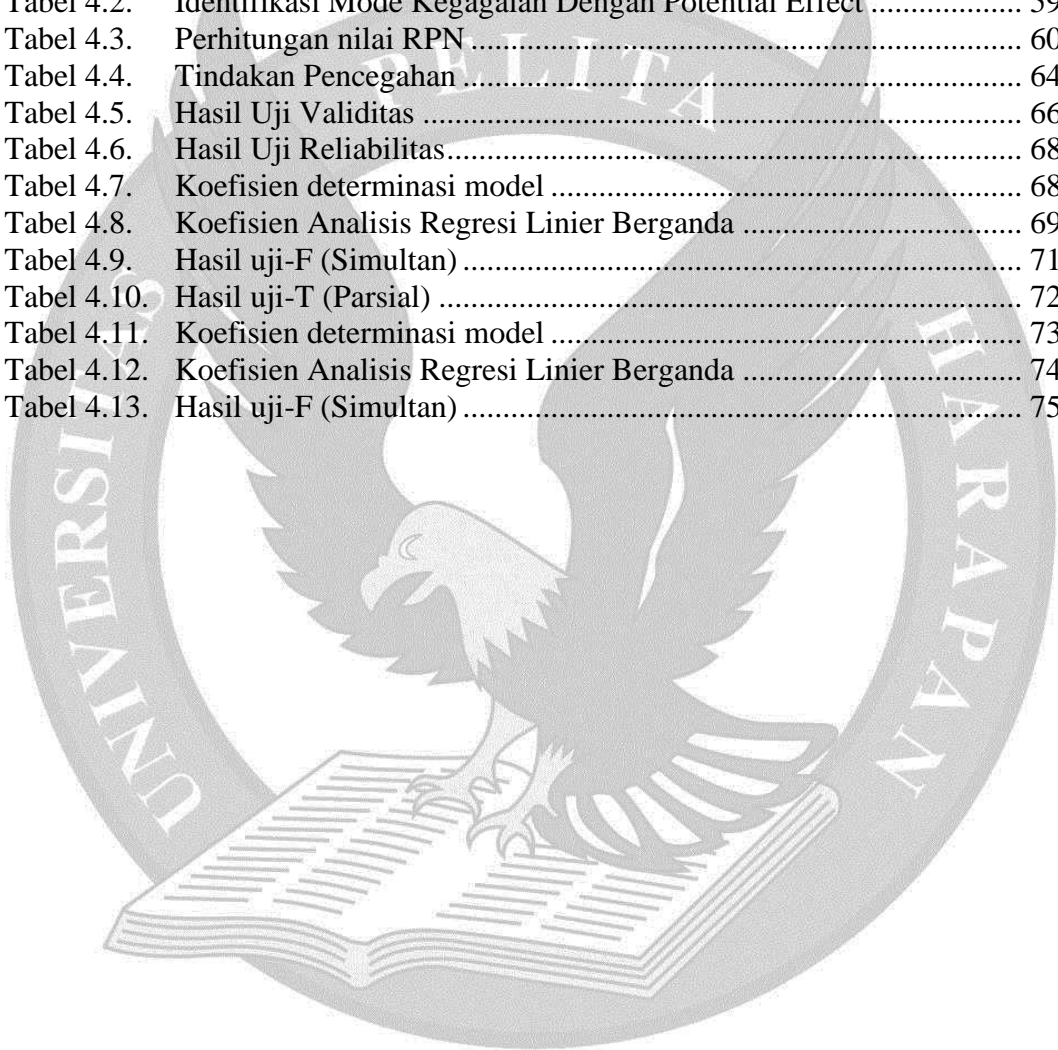 Tabel 4.2. Identifikasi Mode Kegagalan Dengan Potential Effect ................... 59
Tabel 4.3. Perhitungan nilai RPN ..................................................................... 60
Tabel 4.4. Tindakan Pencegahan ...................................................................... 64
Tabel 4.5. Hasil Uji Validitas ........................................................................... 66
Tabel 4.6. Hasil Uji Reliabilitas........................................................................ 68
Tabel 4.7. Koefisien determinasi model ........................................................... 68
Tabel 4.8. Koefisien Analisis Regresi Linier Berganda ................................... 69
Tabel 4.9. Hasil uji-F (Simultan) ...................................................................... 71
Tabel 4.10. Hasil uji-T (Parsial) ......................................................................... 72
Tabel 4.11. Koefisien determinasi model ........................................................... 73
Tabel 4.12. Koefisien Analisis Regresi Linier Berganda ................................... 74
Tabel 4.13. Hasil uji-F (Simultan) ...................................................................... 75
UNIVERSITAS PELITA HARAPAN